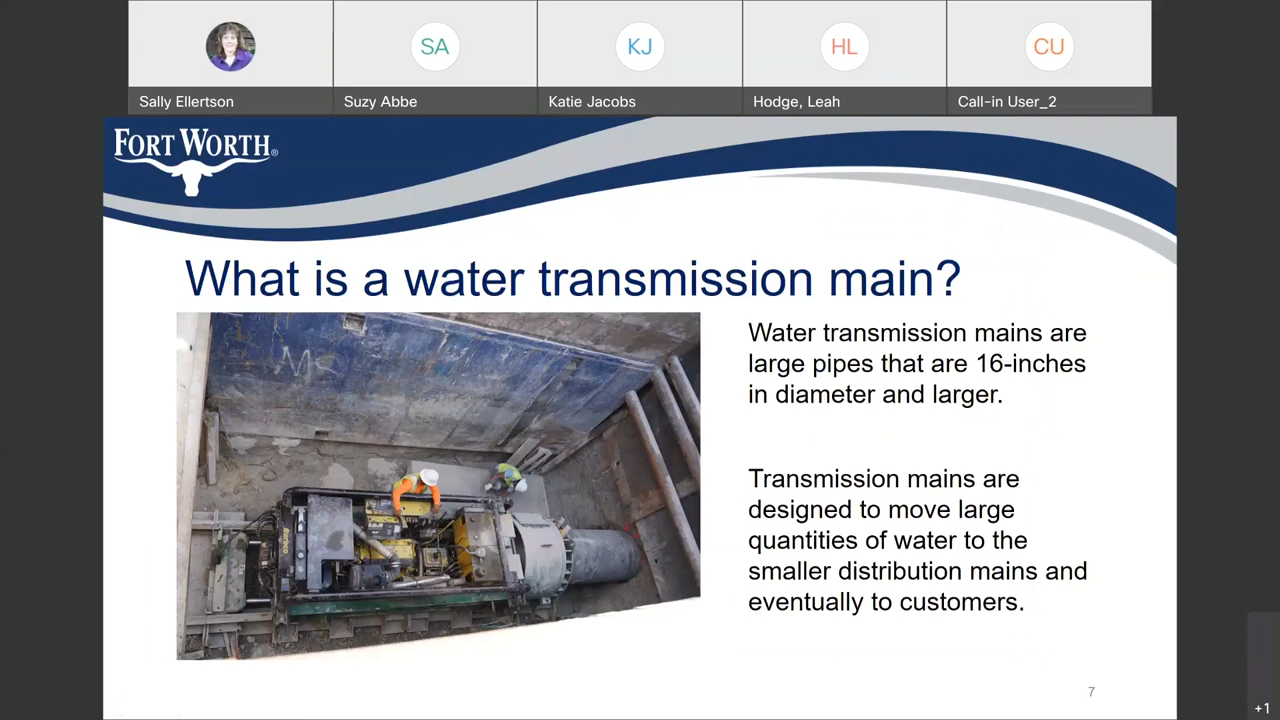 SA
KJ
HL
CU
Sally Ellertson
Suzy Abbe
Katie Jacobs
Hodge, Leah
Call-in User_2
FORT WORTH®
What is a water transmission main?
Water transmission mains are
large pipes that are 16-inches
in diameter and larger.
Transmission mains are
designed to move large
quantities of water to the
smaller distribution mains and
eventually to customers.
7
+1